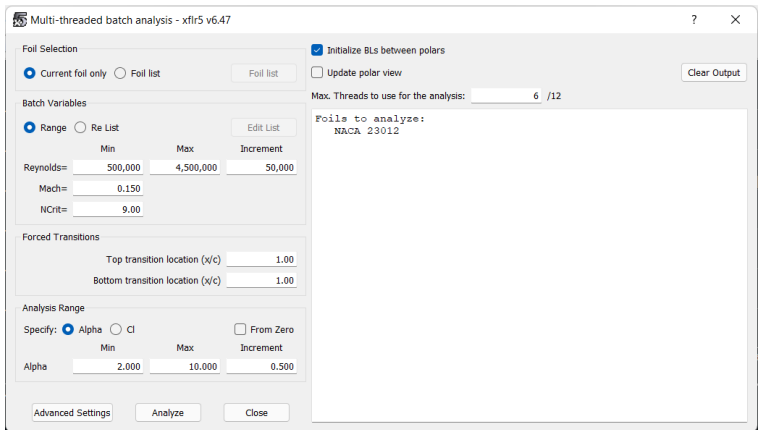 Multi-threaded batch analysis - xflr5 v6.47
Foil Selection
Current foil only Foil list Foil list
Batch Variables
Range Re List Edit List
Min Max Increment
Reynolds= 500,000 4,500,000 50,000
Mach= 0.150
NCrit= 9.00
Forced Transitions
Top transition location (x/c) 1.00
Bottom transition location (x/c) 1.00
Analysis Range
Specify: Alpha Cl From Zero
Min Max Increment
Alpha 2.000 10.000 0.500
Advanced Settings Analyze Close
Initialize BLs between polars
Update polar view Clear Output
Max. Threads to use for the analysis: 6 /12
Foils to analyze:
NACA 23012